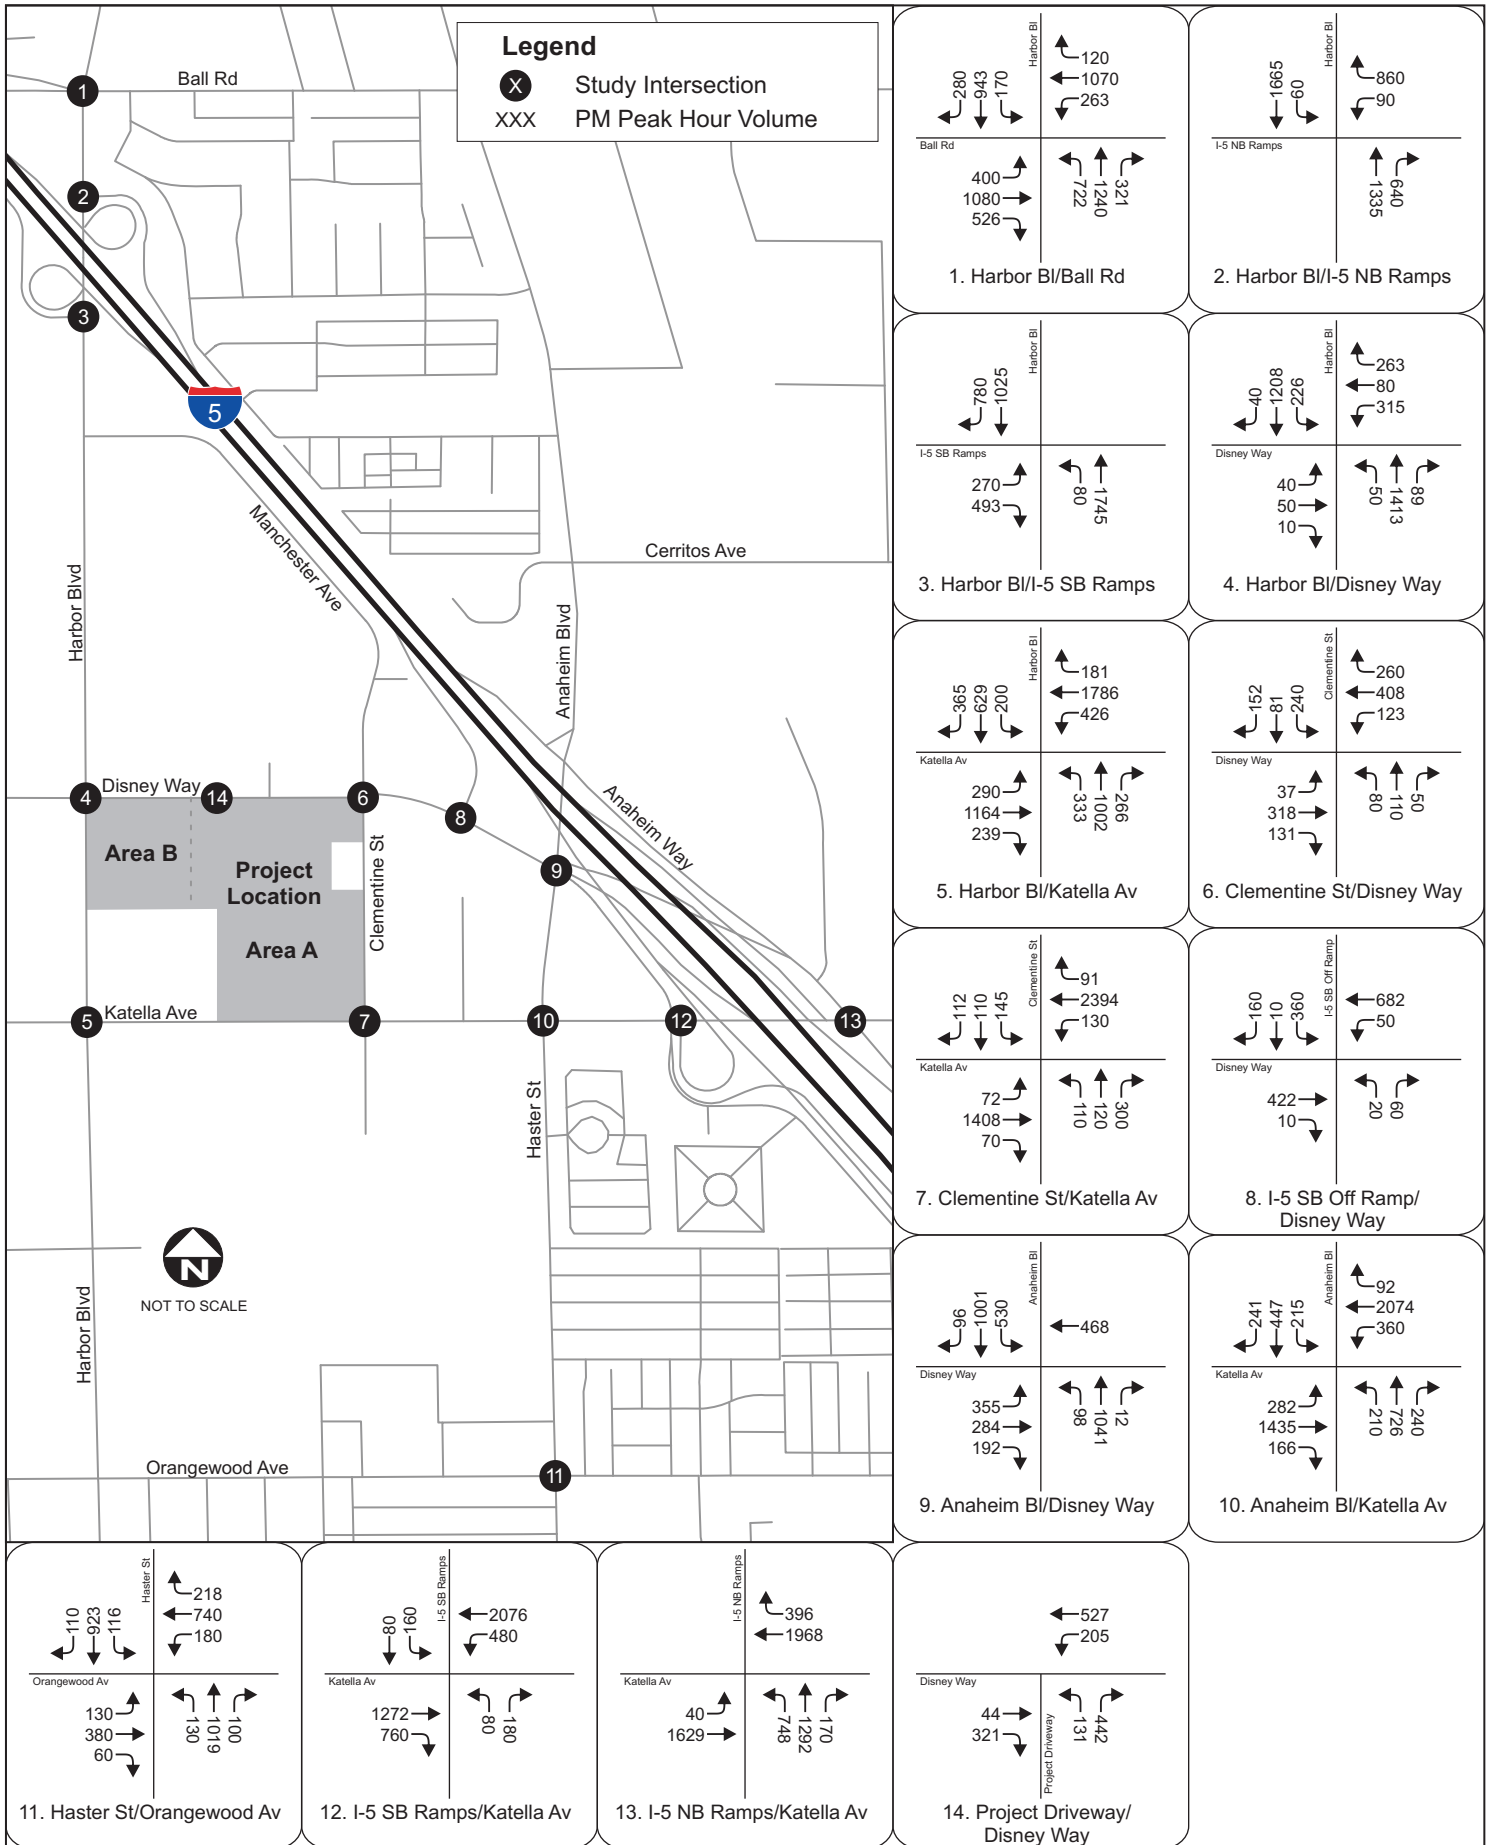 Legend
X Study Intersection
XXX PM Peak Hour Volume
Ball Rd
1
2
3
5
Manchester Ave
Cerritos Ave
Harbor Blvd
Anaheim Blvd
Disney Way
4
14
6
8
9
Anaheim Way
Area B
Project
Location
Area A
Clementine St
Katella Ave
5
7
10
12
13
Haster St
N
NOT TO SCALE
Harbor Blvd
Orangewood Ave
11
Harbor Bl
280
943
170
120
1070
263
Ball Rd
400
1080
526
722
1240
321
1. Harbor Bl/Ball Rd
Harbor Bl
1665
60
860
90
I-5 NB Ramps
1335
640
2. Harbor Bl/I-5 NB Ramps
Harbor Bl
780
1025
I-5 SB Ramps
270
493
80
1745
3. Harbor Bl/I-5 SB Ramps
Harbor Bl
40
1208
226
263
80
315
Disney Way
40
50
10
50
1413
89
4. Harbor Bl/Disney Way
Harbor Bl
365
629
200
181
1786
426
Katella Av
290
1164
239
333
1002
266
5. Harbor Bl/Katella Av
Clementine St
152
81
240
260
408
123
Disney Way
37
318
131
80
110
50
6. Clementine St/Disney Way
Clementine St
112
110
145
91
2394
130
Katella Av
72
1408
70
110
120
300
7. Clementine St/Katella Av
I-5 SB Off Ramp
160
10
360
682
50
Disney Way
422
10
20
60
8. I-5 SB Off Ramp/
Disney Way
Anaheim Bl
96
1001
530
468
Disney Way
355
284
192
98
1041
12
9. Anaheim Bl/Disney Way
Anaheim Bl
241
447
215
92
2074
360
Katella Av
282
1435
166
210
726
240
10. Anaheim Bl/Katella Av
Haster St
110
923
116
218
740
180
Orangewood Av
130
380
60
130
1019
100
11. Haster St/Orangewood Av
I-5 SB Ramps
80
160
2076
480
Katella Av
1272
760
80
180
12. I-5 SB Ramps/Katella Av
I-5 NB Ramps
396
1968
Katella Av
40
1629
748
1292
170
13. I-5 NB Ramps/Katella Av
527
205
Disney Way
44
321
Project Driveway
131
442
14. Project Driveway/
Disney Way